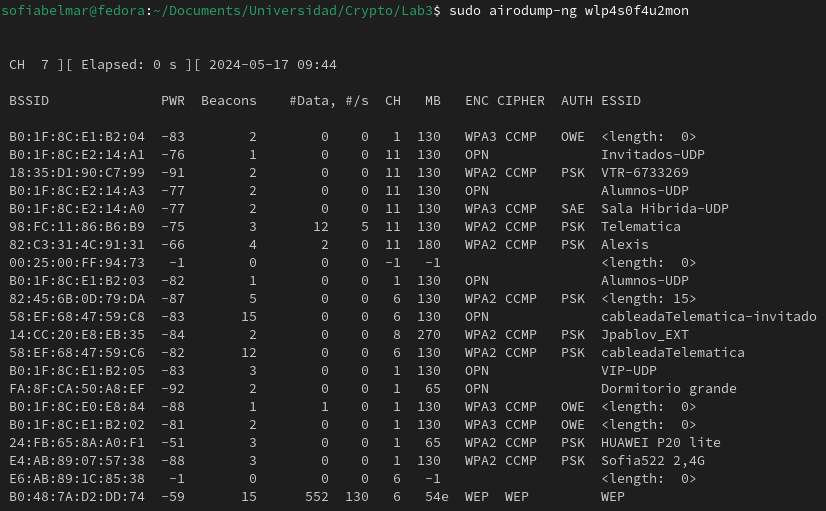 sofiabelmar@fedora:~/Documents/Universidad/Crypto/Lab3$ sudo airodump-ng wlp4s0f4u2mon
CH  7 ][ Elapsed: 0 s ][ 2024-05-17 09:44
BSSID              PWR  Beacons    #Data, #/s  CH   MB   ENC CIPHER  AUTH ESSID
B0:1F:8C:E1:B2:04  -83        2        0    0   1  130   WPA3 CCMP   OWE  <length:  0>
B0:1F:8C:E2:14:A1  -76        1        0    0  11  130   OPN              Invitados-UDP
18:35:D1:90:C7:99  -91        2        0    0  11  130   WPA2 CCMP   PSK  VTR-6733269
B0:1F:8C:E2:14:A3  -77        2        0    0  11  130   OPN              Alumnos-UDP
B0:1F:8C:E2:14:A0  -77        2        0    0  11  130   WPA3 CCMP   SAE  Sala Hibrida-UDP
98:FC:11:86:B6:B9  -75        3       12    5  11  130   WPA2 CCMP   PSK  Telematica
82:C3:31:4C:91:31  -66        4        2    0  11  180   WPA2 CCMP   PSK  Alexis
00:25:00:FF:94:73   -1        0        0    0  -1   -1                    <length:  0>
B0:1F:8C:E1:B2:03  -82        1        0    0   1  130   OPN              Alumnos-UDP
82:45:6B:0D:79:DA  -87        5        0    0   6  130   WPA2 CCMP   PSK  <length: 15>
58:EF:68:47:59:C8  -83       15        0    0   6  130   OPN              cableadaTelematica-invitado
14:CC:20:E8:EB:35  -84        2        0    0   8  270   WPA2 CCMP   PSK  Jpablov_EXT
58:EF:68:47:59:C6  -82       12        0    0   6  130   WPA2 CCMP   PSK  cableadaTelematica
B0:1F:8C:E1:B2:05  -83        3        0    0   1  130   OPN              VIP-UDP
FA:8F:CA:50:A8:EF  -92        2        0    0   1   65   OPN              Dormitorio grande
B0:1F:8C:E0:E8:84  -88        1        1    0   1  130   WPA3 CCMP   OWE  <length:  0>
B0:1F:8C:E1:B2:02  -81        2        0    0   1  130   WPA3 CCMP   OWE  <length:  0>
24:FB:65:8A:A0:F1  -51        3        0    0   1   65   WPA2 CCMP   PSK  HUAWEI P20 lite
E4:AB:89:07:57:38  -88        3        0    0   1  130   WPA2 CCMP   PSK  Sofia522 2,4G
E6:AB:89:1C:85:38   -1        0        0    0   6   -1                    <length:  0>
B0:48:7A:D2:DD:74  -59       15      552  130   6   54e  WEP  WEP         WEP